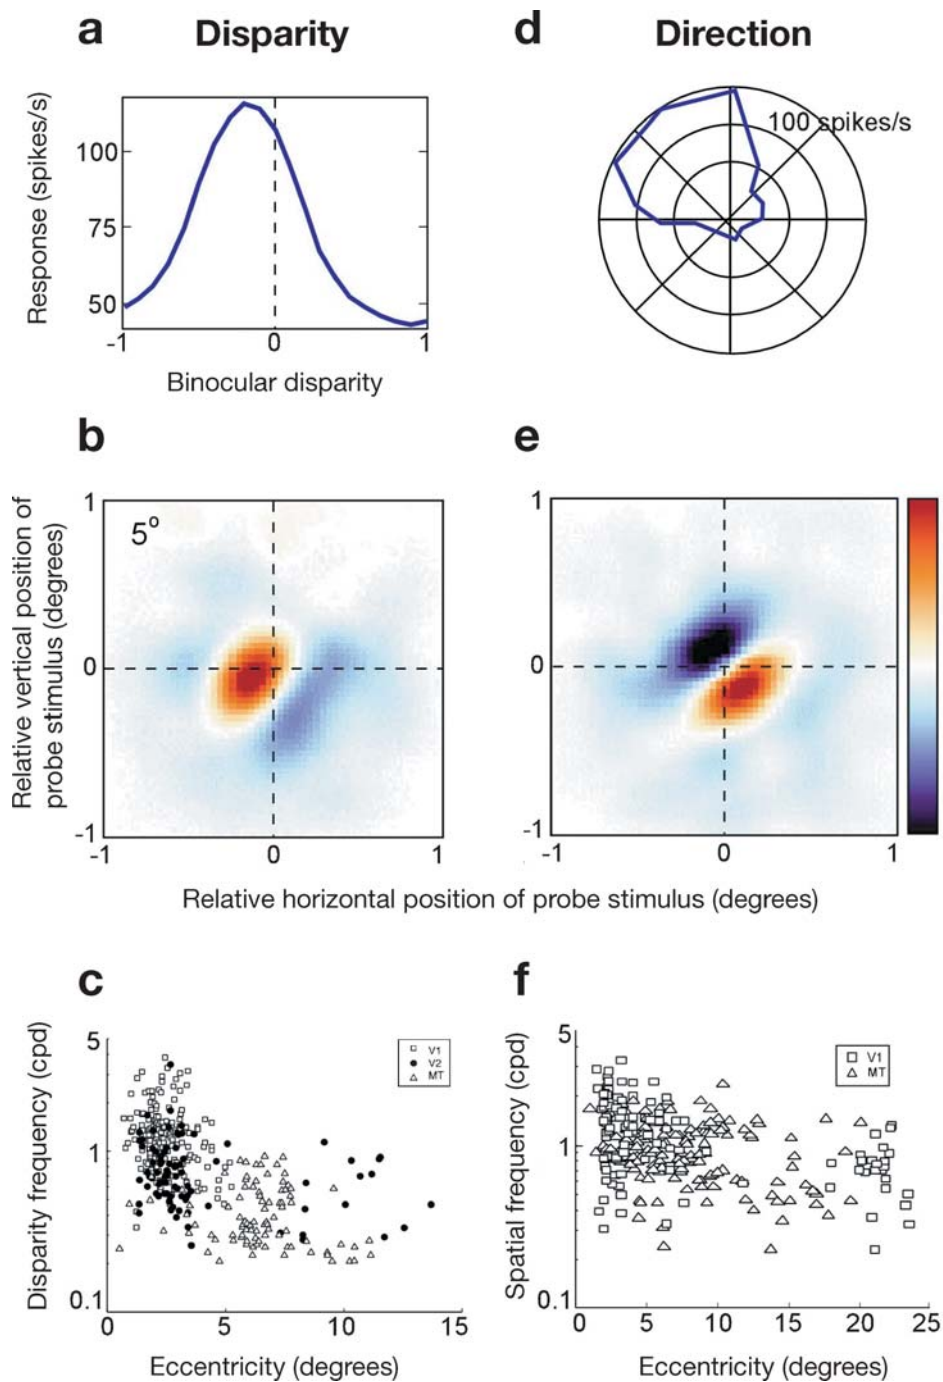 a Disparity
Response (spikes/s)
100
75
50
-1 0 1
Binocular disparity
d Direction
100 spikes/s
b
Relative vertical position of
probe stimulus (degrees)
5o
1
0
-1
-1 0 1
e
1
0
-1
-1 0 1
Relative horizontal position of probe stimulus (degrees)
c
Disparity frequency (cpd)
5
1
0.1
V1
V2
MT
0 5 10 15
Eccentricity (degrees)
f
Spatial frequency (cpd)
5
1
0.1
V1
MT
0 5 10 15 20 25
Eccentricity (degrees)